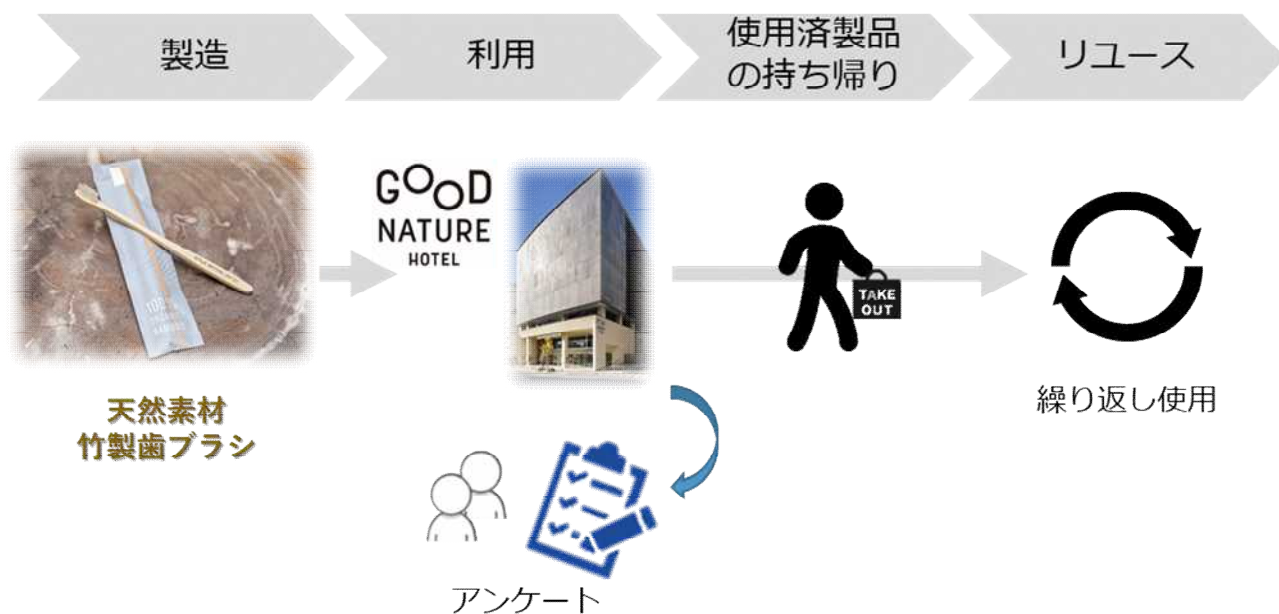 製造
利用
使用済製品
の持ち帰り
リユース
GOOD
NATURE
HOTEL
TAKE
OUT
天然素材
竹製歯ブラシ
繰り返し使用
アンケート